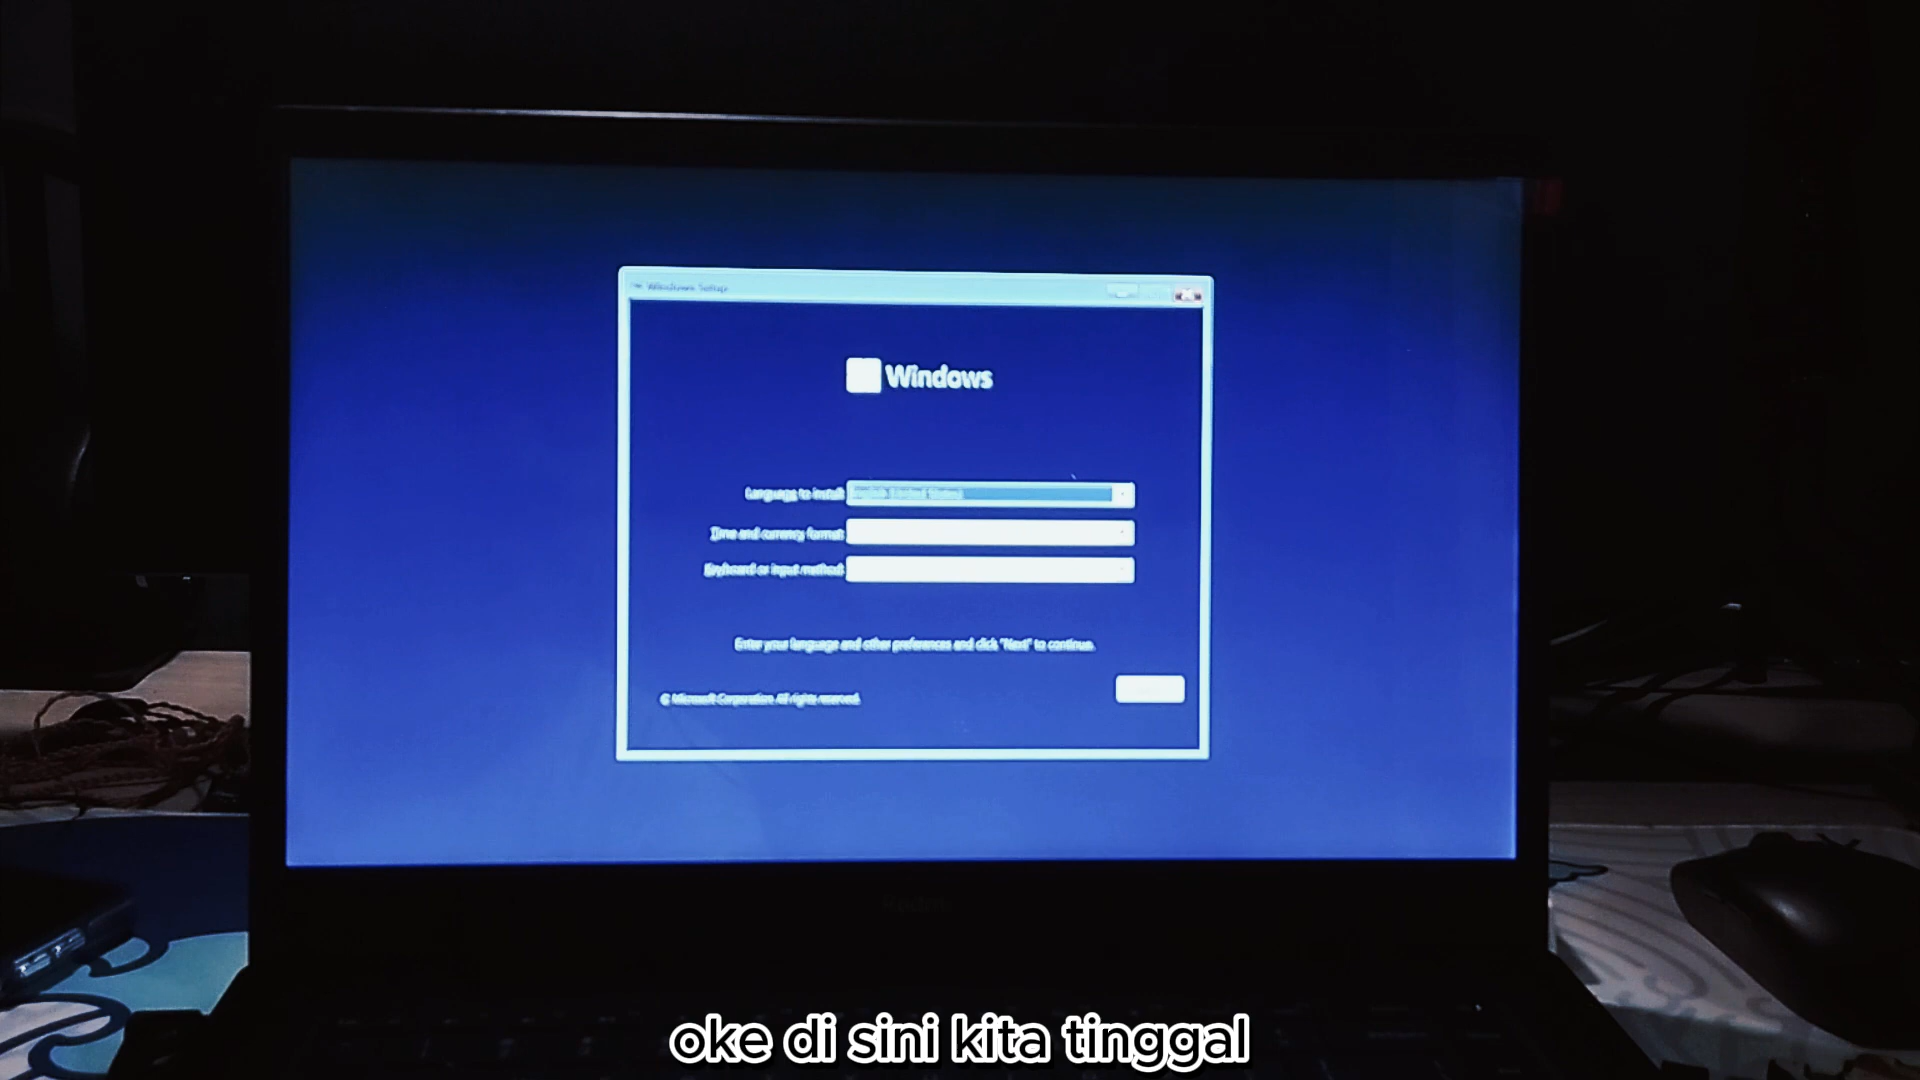 Windows Setup
Windows
Language to install
English (United States)
Time and currency format
Keyboard or input method
Enter your language and other preferences and click "Next" to continue.
© Microsoft Corporation. All rights reserved.
oke di sini kita tinggal